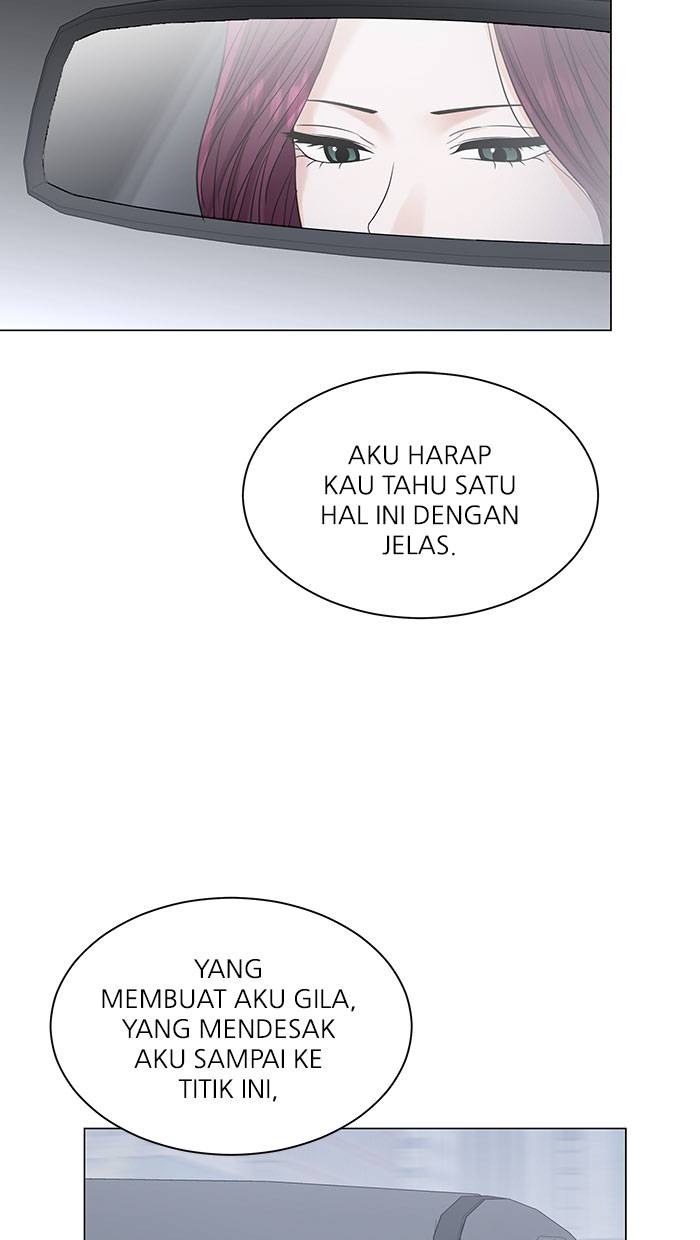 AKU HARAP
KAU TAHU SATU
HAL INI DENGAN
JELAS.
YANG
MEMBUAT AKU GILA,
YANG MENDESAK
AKU SAMPAI KE
TITIK INI,